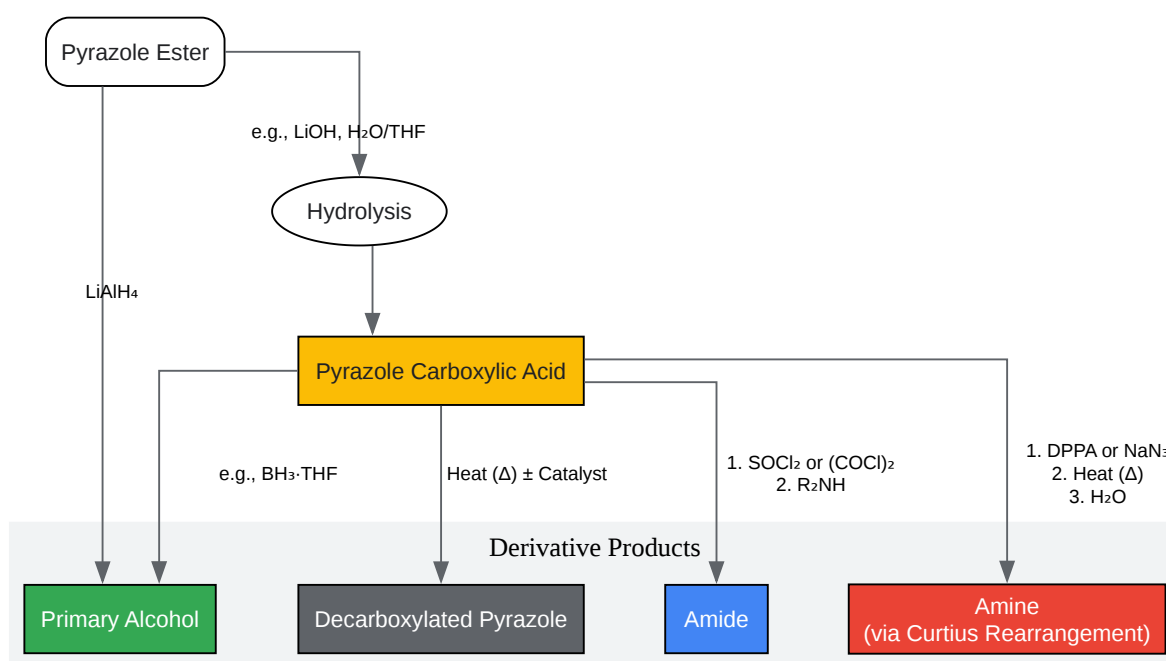 Pyrazole Ester
e.g., LiOH, H₂O/THF
Hydrolysis
LiAlH₄
Pyrazole Carboxylic Acid
e.g., BH₃·THF
Heat (Δ) ± Catalyst
1. SOCl₂ or (COCl)₂
2. R₂NH
1. DPPA or NaN₃
2. Heat (Δ)
3. H₂O
Derivative Products
Primary Alcohol
Decarboxylated Pyrazole
Amide
Amine
(via Curtius Rearrangement)